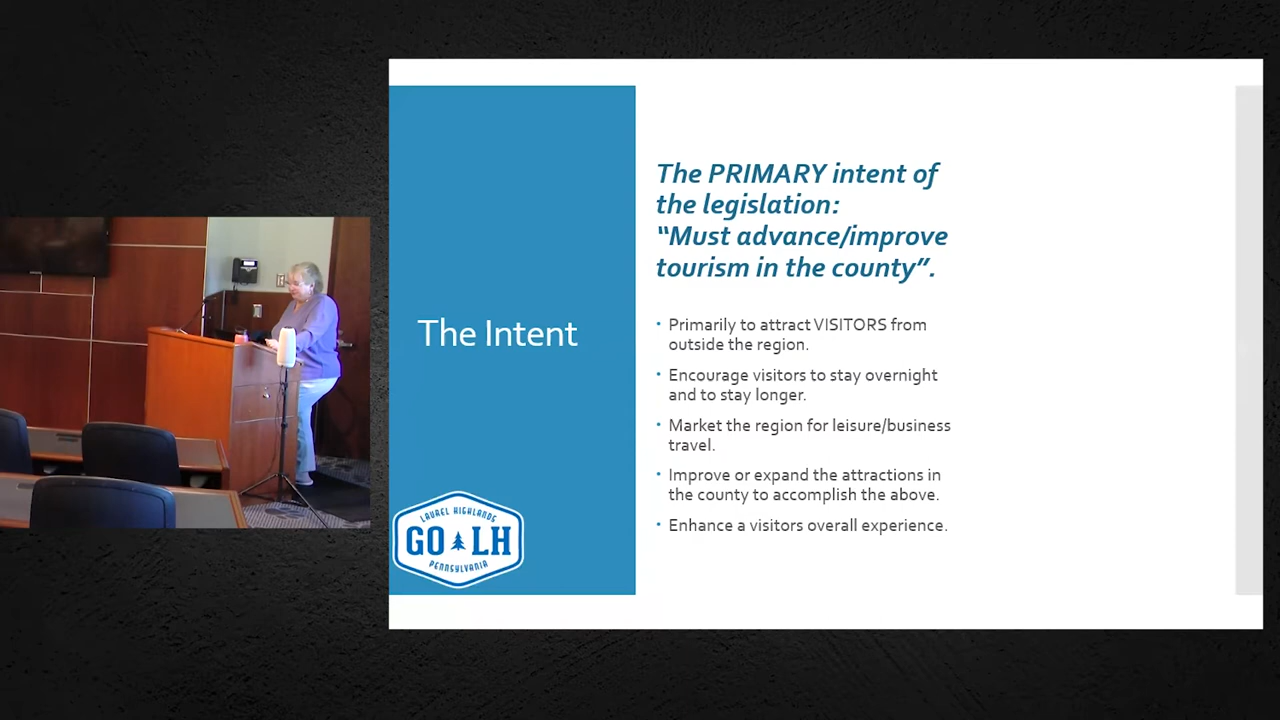 The Intent
The PRIMARY intent of
the legislation:
“Must advance/improve
tourism in the county”.
• Primarily to attract VISITORS from
outside the region.
• Encourage visitors to stay overnight
and to stay longer.
• Market the region for leisure/business
travel.
• Improve or expand the attractions in
the county to accomplish the above.
• Enhance a visitors overall experience.
LAUREL HIGHLANDS
GO LH
PENNSYLVANIA